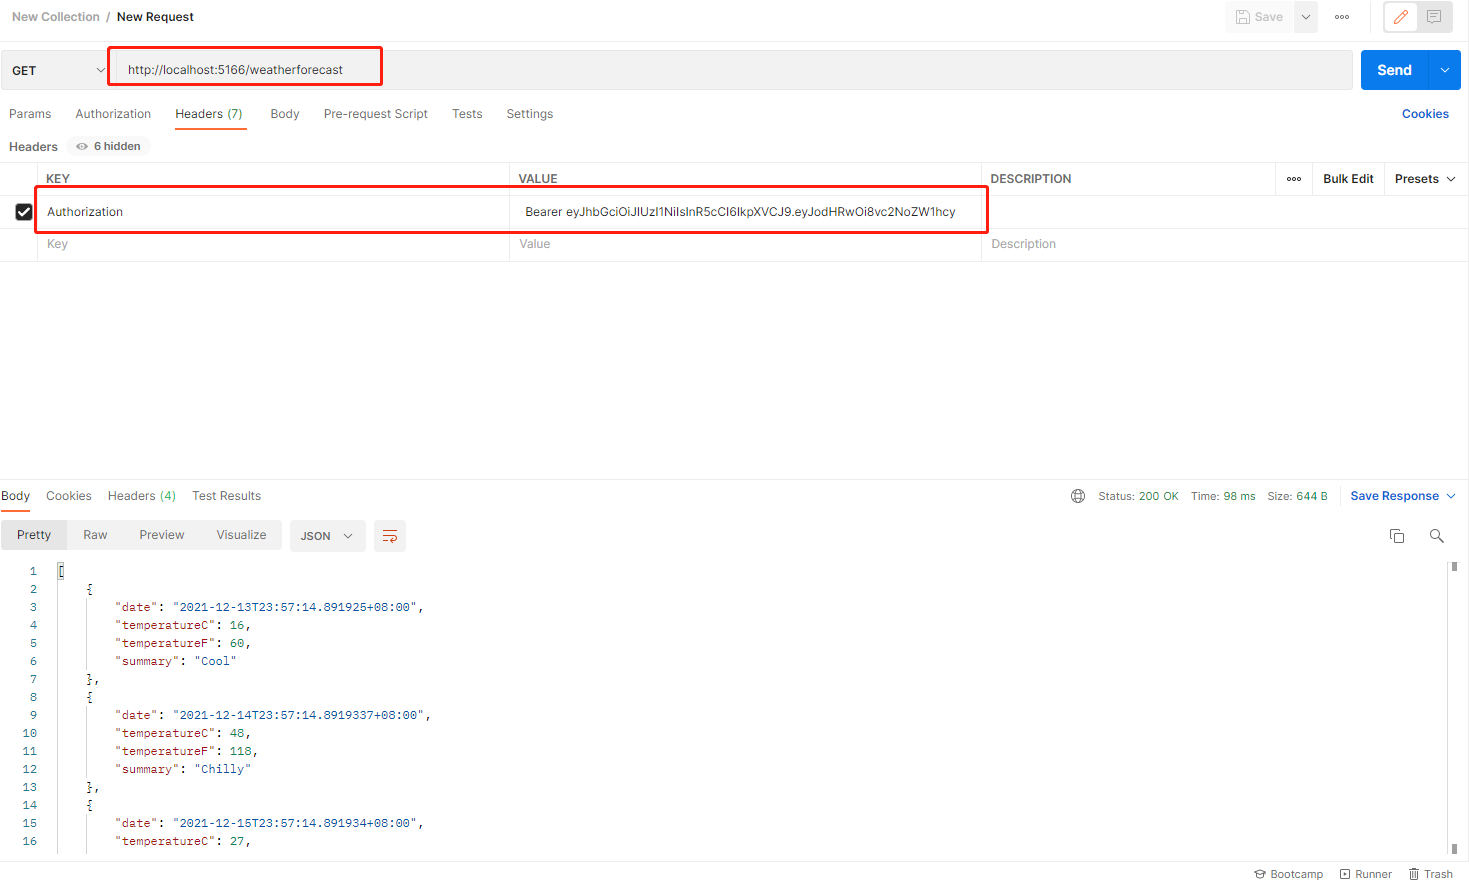 New Collection / New Request
Save
GET
http://localhost:5166/weatherforecast
Send
Params Authorization Headers (7) Body Pre-request Script Tests Settings Cookies
Headers 6 hidden
KEY VALUE DESCRIPTION Bulk Edit Presets
Authorization Bearer eyJhbGciOiJIUzI1NiIsInR5cCI6IkpXVCJ9.eyJodHRwOi8vc2NoZW1hcy
Key Value Description
Body Cookies Headers (4) Test Results Status: 200 OK Time: 98 ms Size: 644 B Save Response
Pretty Raw Preview Visualize JSON
1 [
2 {
3 "date": "2021-12-13T23:57:14.891925+08:00",
4 "temperatureC": 16,
5 "temperatureF": 60,
6 "summary": "Cool"
7 },
8 {
9 "date": "2021-12-14T23:57:14.8919337+08:00",
10 "temperatureC": 48,
11 "temperatureF": 118,
12 "summary": "Chilly"
13 },
14 {
15 "date": "2021-12-15T23:57:14.891934+08:00",
16 "temperatureC": 27,
Bootcamp Runner Trash